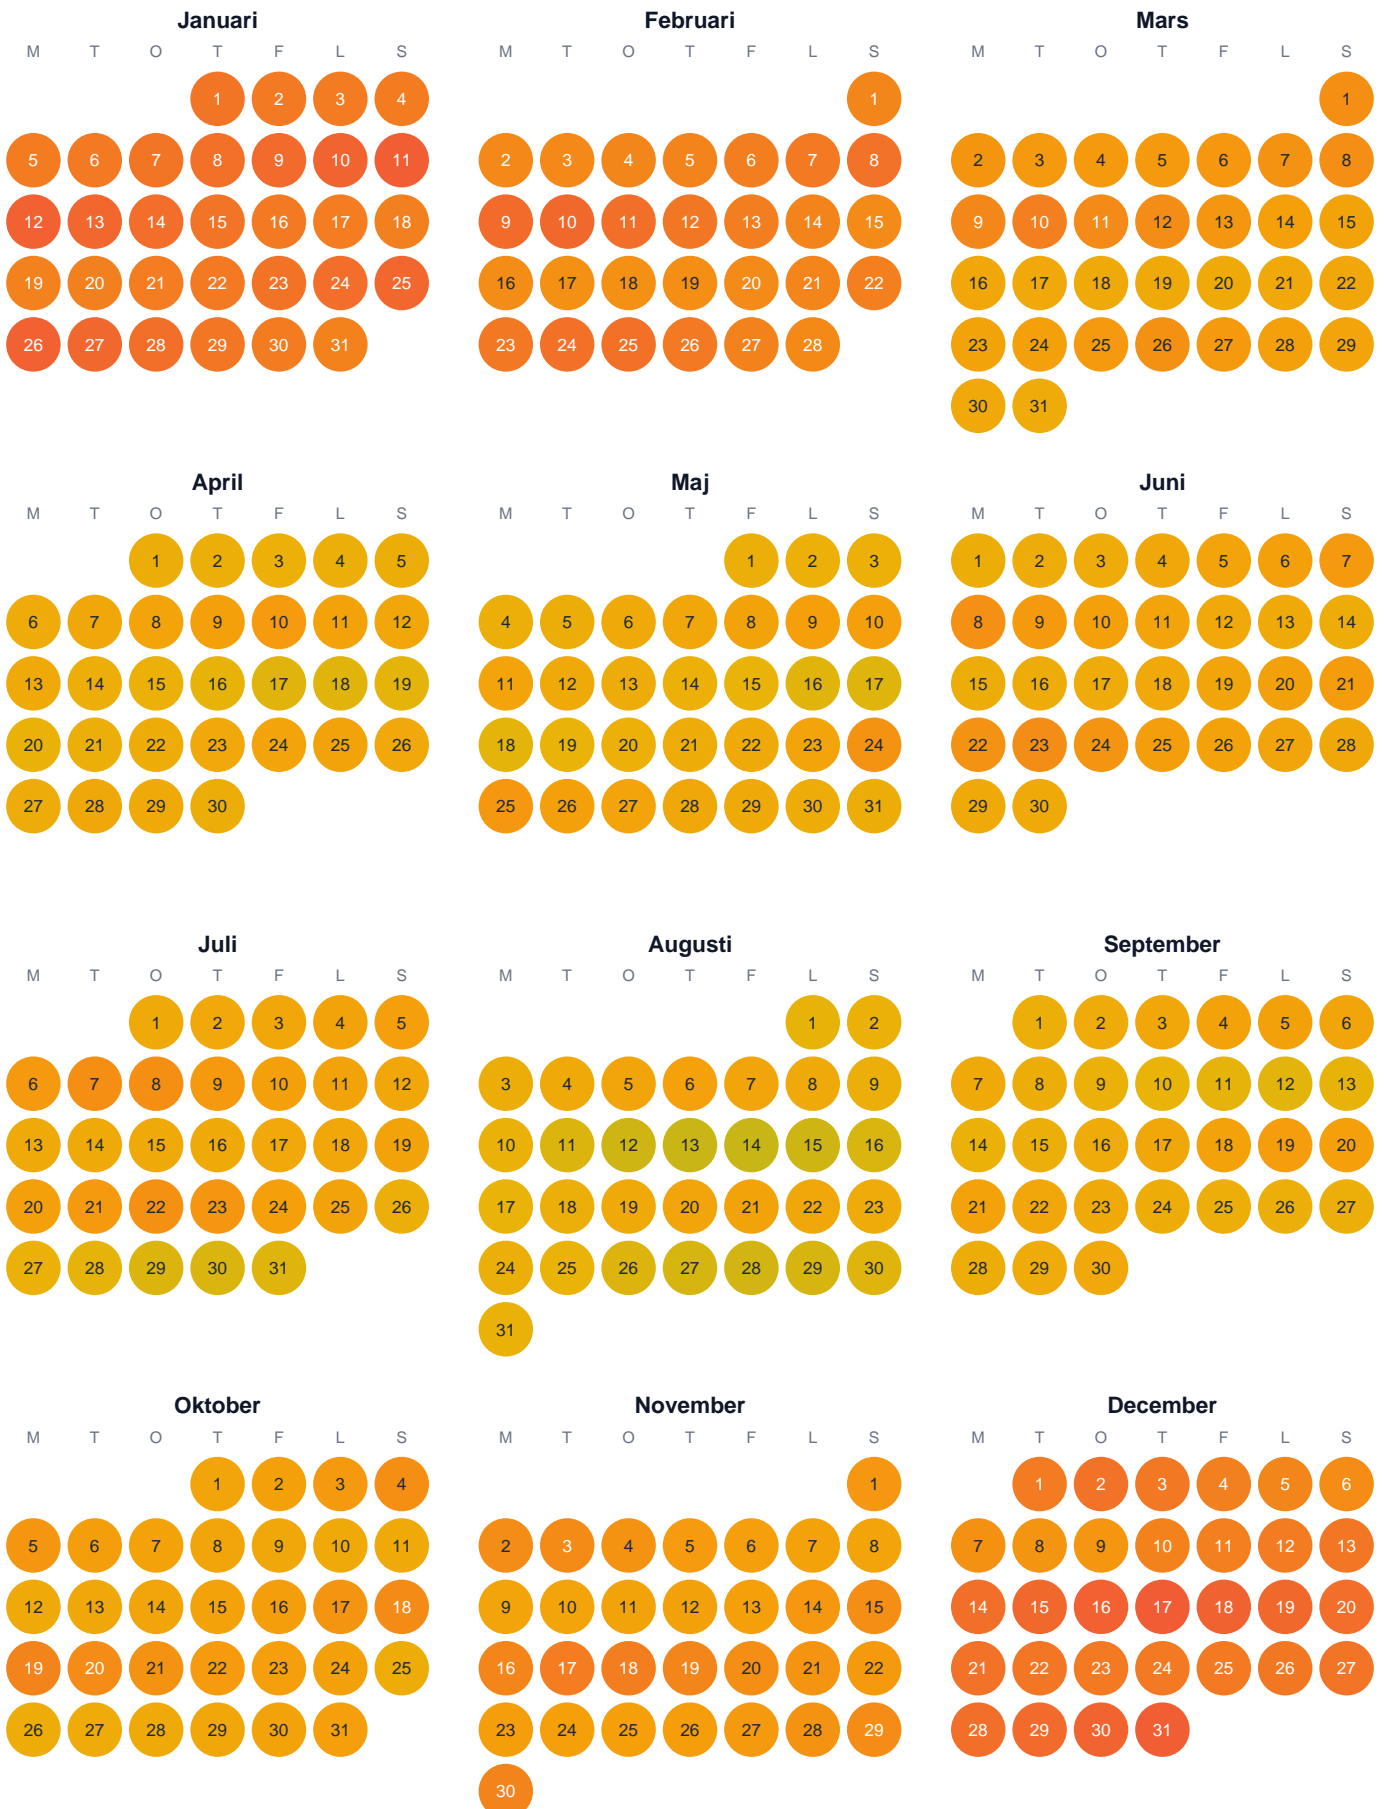 Januari Februari Mars
M T O T F L S M T O T F L S M T O T F L S
1 2 3 4 1 1
5 6 7 8 9 10 11 2 3 4 5 6 7 8 2 3 4 5 6 7 8
12 13 14 15 16 17 18 9 10 11 12 13 14 15 9 10 11 12 13 14 15
19 20 21 22 23 24 25 16 17 18 19 20 21 22 16 17 18 19 20 21 22
26 27 28 29 30 31 23 24 25 26 27 28 23 24 25 26 27 28 29
30 31
April Maj Juni
M T O T F L S M T O T F L S M T O T F L S
1 2 3 4 5 1 2 3 1 2 3 4 5 6 7
6 7 8 9 10 11 12 4 5 6 7 8 9 10 8 9 10 11 12 13 14
13 14 15 16 17 18 19 11 12 13 14 15 16 17 15 16 17 18 19 20 21
20 21 22 23 24 25 26 18 19 20 21 22 23 24 22 23 24 25 26 27 28
27 28 29 30 25 26 27 28 29 30 31 29 30
Juli Augusti September
M T O T F L S M T O T F L S M T O T F L S
1 2 3 4 5 1 2 1 2 3 4 5 6
6 7 8 9 10 11 12 3 4 5 6 7 8 9 7 8 9 10 11 12 13
13 14 15 16 17 18 19 10 11 12 13 14 15 16 14 15 16 17 18 19 20
20 21 22 23 24 25 26 17 18 19 20 21 22 23 21 22 23 24 25 26 27
27 28 29 30 31 24 25 26 27 28 29 30 28 29 30
31
Oktober November December
M T O T F L S M T O T F L S M T O T F L S
1 2 3 4 1 1 2 3 4 5 6
5 6 7 8 9 10 11 2 3 4 5 6 7 8 7 8 9 10 11 12 13
12 13 14 15 16 17 18 9 10 11 12 13 14 15 14 15 16 17 18 19 20
19 20 21 22 23 24 25 16 17 18 19 20 21 22 21 22 23 24 25 26 27
26 27 28 29 30 31 23 24 25 26 27 28 29 28 29 30 31
30